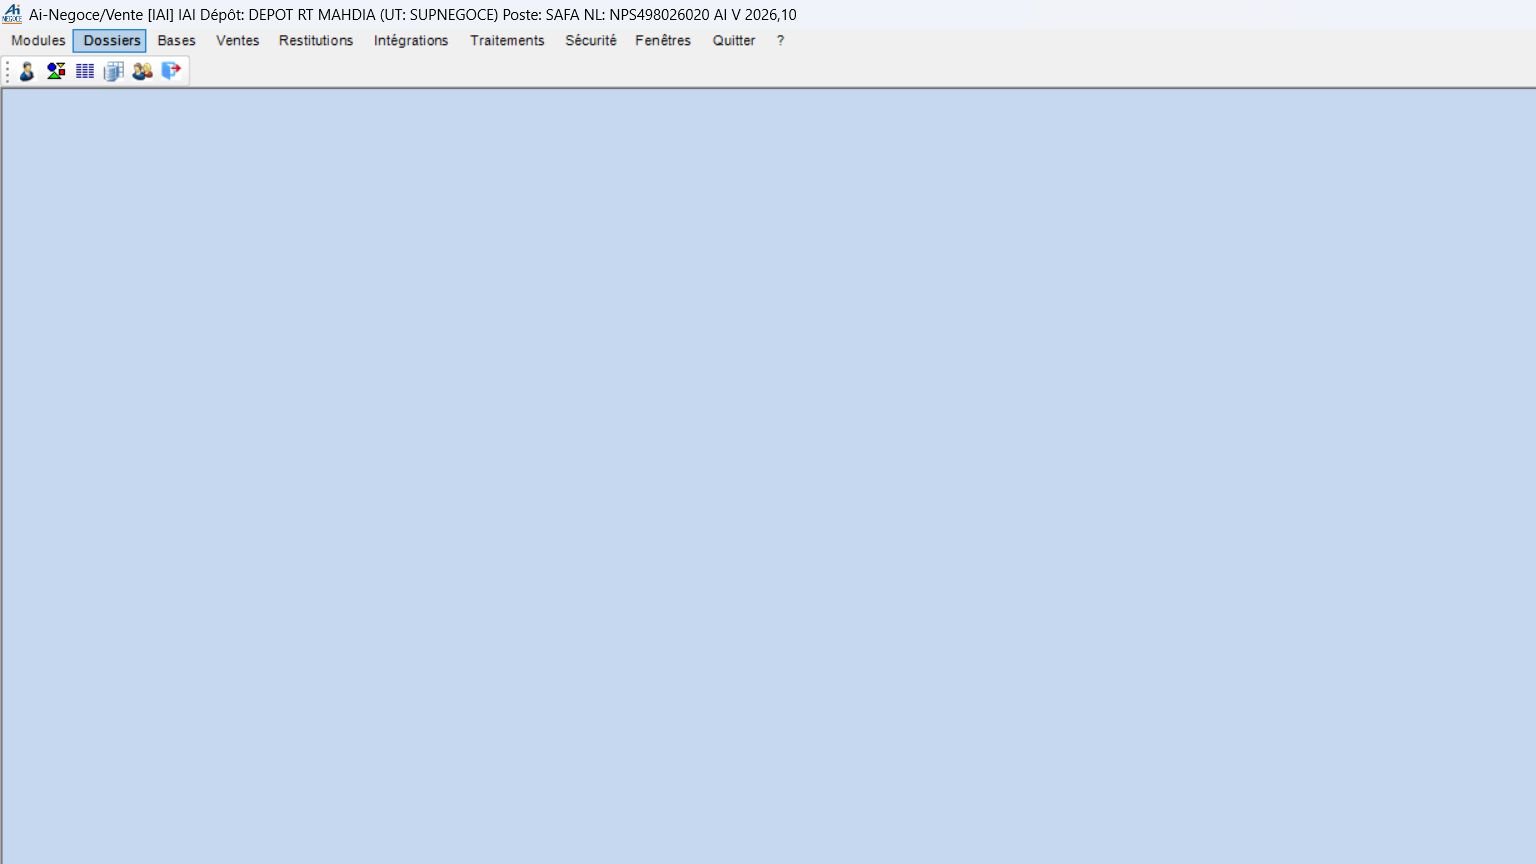 Ai-Negoce/Vente [IAI] IAI Dépôt: DEPOT RT MAHDIA (UT: SUPNEGOCE) Poste: SAFA NL: NPS498026020 AI V 2026,10
Modules Dossiers Bases Ventes Restitutions Intégrations Traitements Sécurité Fenêtres Quitter ?